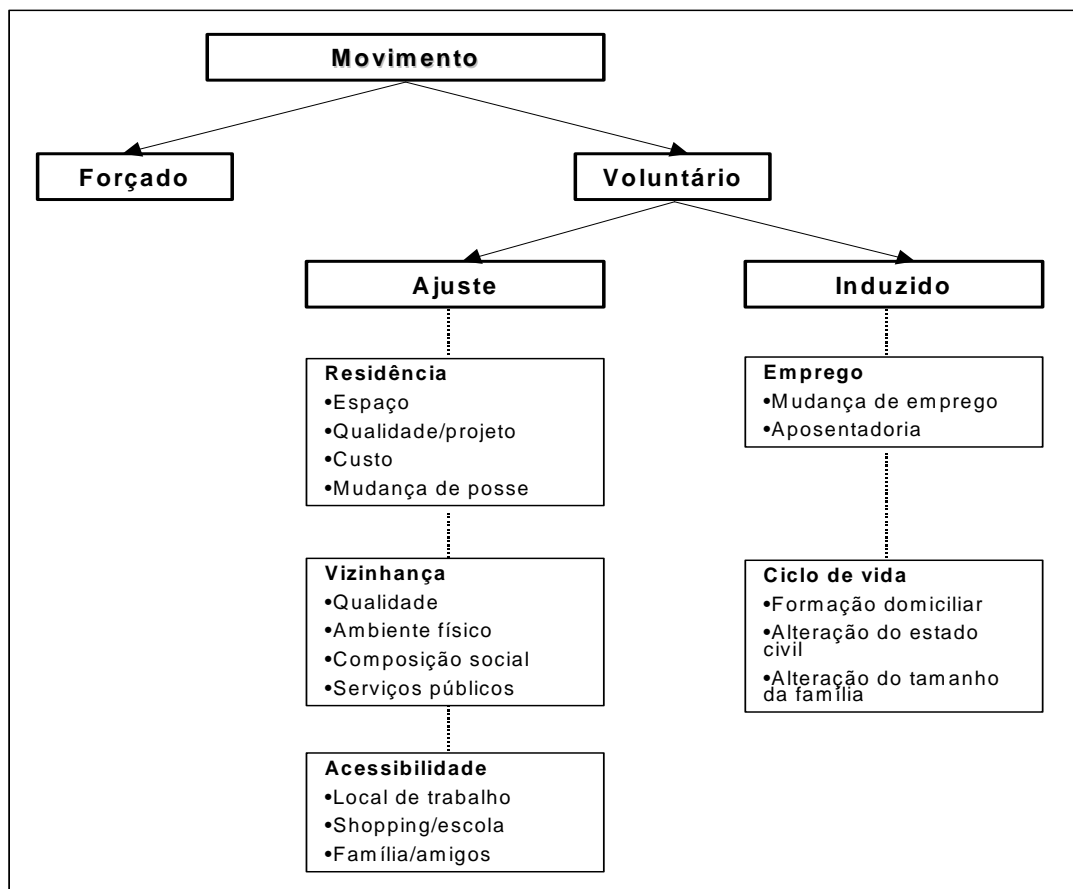 Movimento
Forçado
Voluntário
Ajuste
Induzido
Residência
•Espaço
•Qualidade/projeto
•Custo
•Mudança de posse
Emprego
•Mudança de emprego
•Aposentadoria
Vizinhança
•Qualidade
•Ambiente físico
•Composição social
•Serviços públicos
Ciclo de vida
•Formação domiciliar
•Alteração do estado
civil
•Alteração do tamanho
da família
Acessibilidade
•Local de trabalho
•Shopping/escola
•Família/amigos